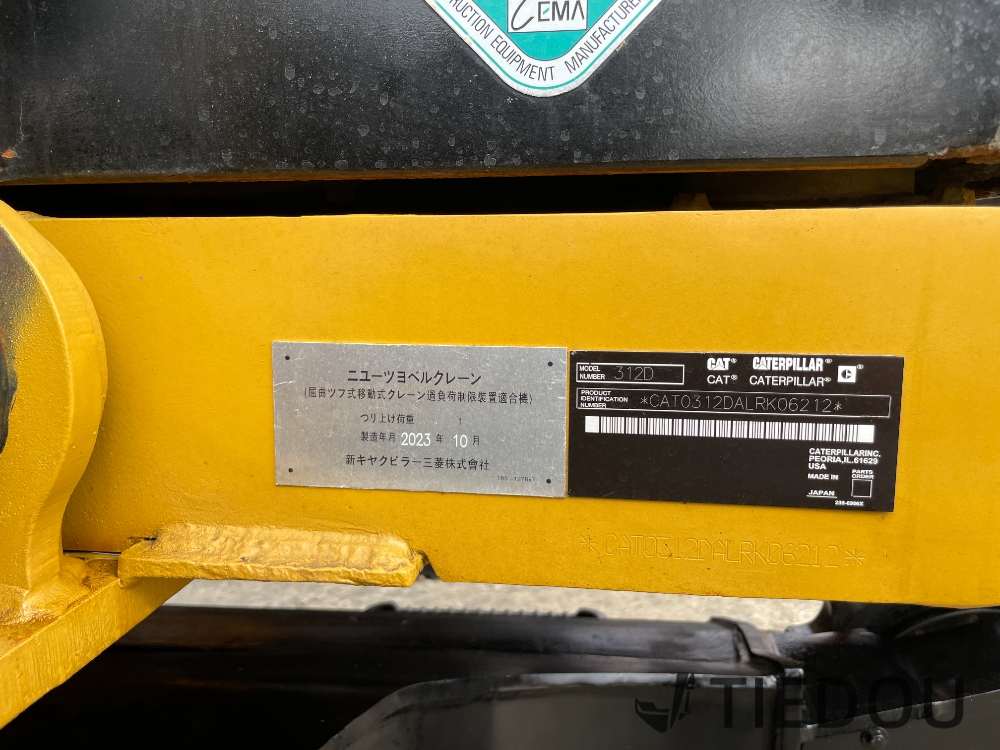 CEMA
RUCTION EQUIPMENT MANUFACTURER
ニユーツヨベルクレーン
(屈曲ツフ式移動式クレーン過負荷制限装置適合機)
つり上げ荷重 1
製造年月 2023 年 10 月
新キヤクピラー三菱株式會社
MODEL NUMBER 312D
CAT® CATERPILLAR®
CAT® CATERPILLAR®
PRODUCT IDENTIFICATION NUMBER *CAT0312DALRK06212*
CATERPILLAR INC.
PEORIA, IL. 61629
USA
MADE IN
JAPAN
PARTS ORDER
*CAT0312DALRK06212*
TIEDOU